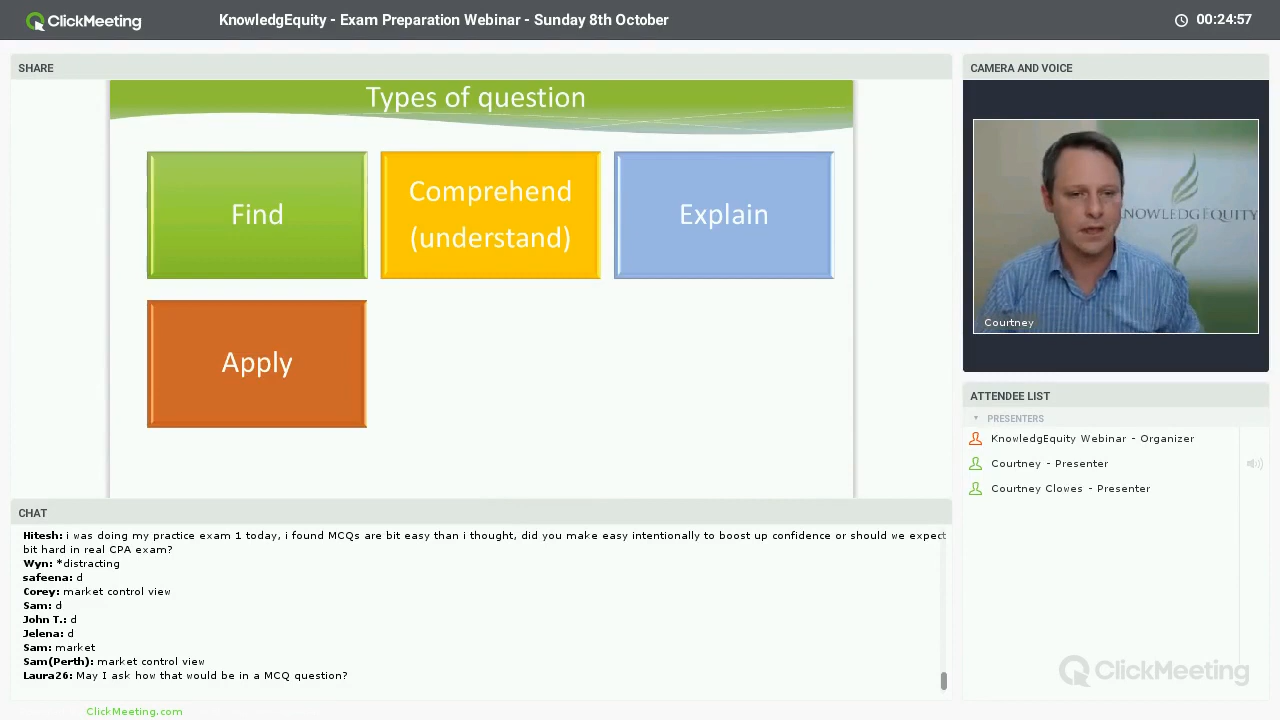 ClickMeeting
KnowledgEquity - Exam Preparation Webinar - Sunday 8th October
00:24:57
SHARE
Types of question
Find
Comprehend
(understand)
Explain
Apply
CAMERA AND VOICE
KNOWLEDGEQUITY
Courtney
ATTENDEE LIST
PRESENTERS
KnowledgEquity Webinar - Organizer
Courtney - Presenter
Courtney Clowes - Presenter
CHAT
Hitesh: i was doing my practice exam 1 today, i found MCQs are bit easy than i thought, did you make easy intentionally to boost up confidence or should we expect
bit hard in real CPA exam?
Wyn: *distracting
safeena: d
Corey: market control view
Sam: d
John T.: d
Jelena: d
Sam: market
Sam(Perth): market control view
Laura26: May I ask how that would be in a MCQ question?
ClickMeeting
ClickMeeting.com